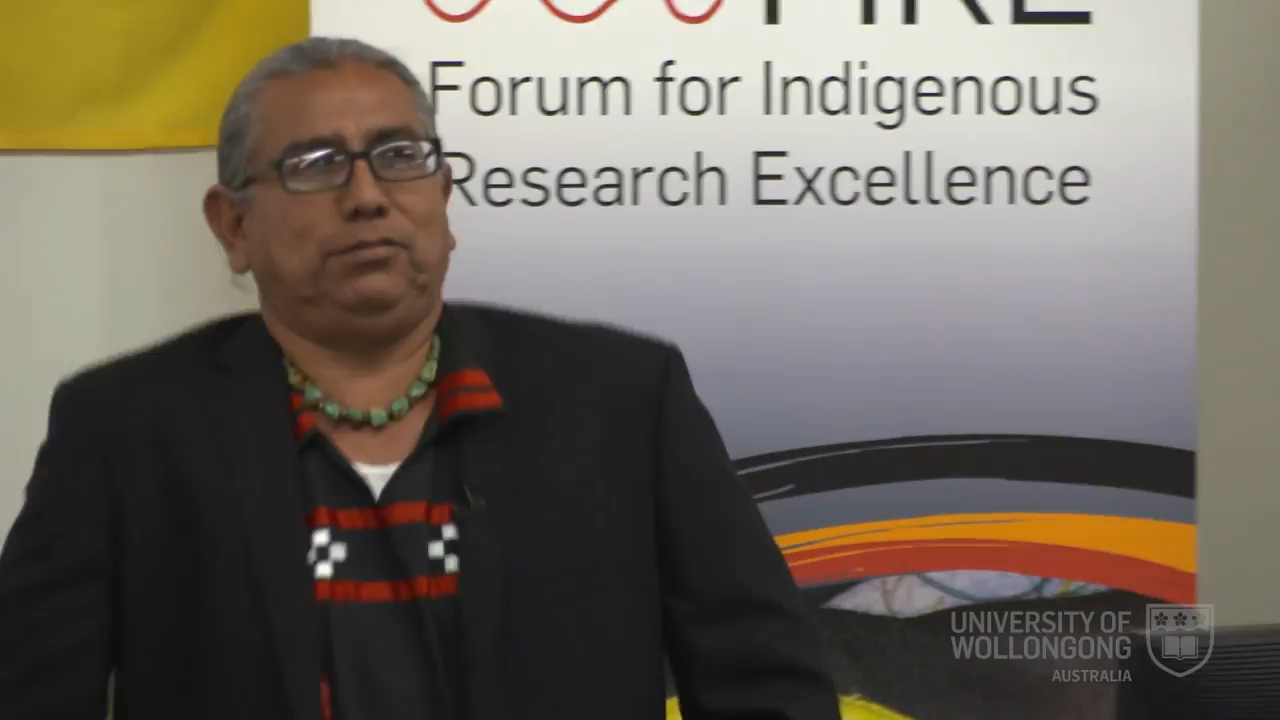 Forum for Indigenous
Research Excellence
UNIVERSITY OF
WOLLONGONG
AUSTRALIA